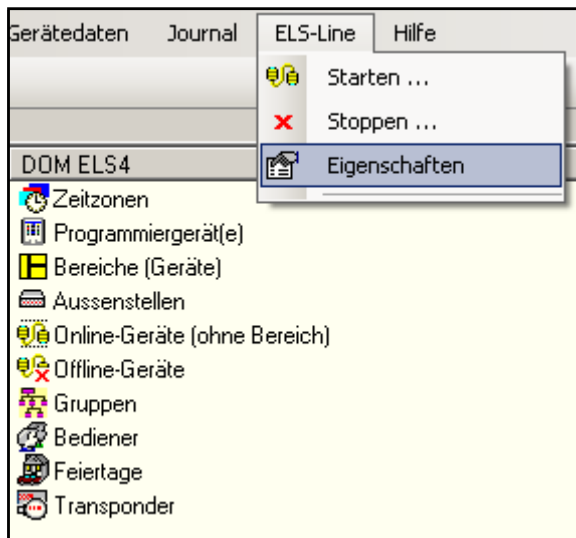 Gerätedaten Journal ELS-Line Hilfe
Starten ...
Stoppen ...
Eigenschaften
DOM ELS4
Zeitzonen
Programmiergerät(e)
Bereiche (Geräte)
Aussenstellen
Online-Geräte (ohne Bereich)
Offline-Geräte
Gruppen
Bediener
Feiertage
Transponder